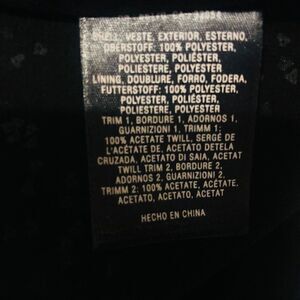 SHELL, VESTE, EXTERIOR, ESTERNO,
OBERSTOFF: 100% POLYESTER,
POLYESTER, POLIÉSTER,
POLIESTERE, POLYESTER
LINING, DOUBLURE, FORRO, FODERA,
FUTTERSTOFF: 100% POLYESTER,
POLYESTER, POLIÉSTER,
POLIESTERE, POLYESTER
TRIM 1, BORDURE 1, ADORNOS 1,
GUARNIZIONI 1, TRIMM 1:
100% ACETATE TWILL, SERGÉ DE
L'ACÉTATE DE, ACETATO DETELA
CRUZADA, ACETATO DI SAIA, ACETAT
TWILL TRIM 2, BORDURE 2,
ADORNOS 2, GUARNIZIONI 2,
TRIMM 2: 100% ACETATE, ACÉTATE,
ACETATO, ACETATO, ACETAT
HECHO EN CHINA